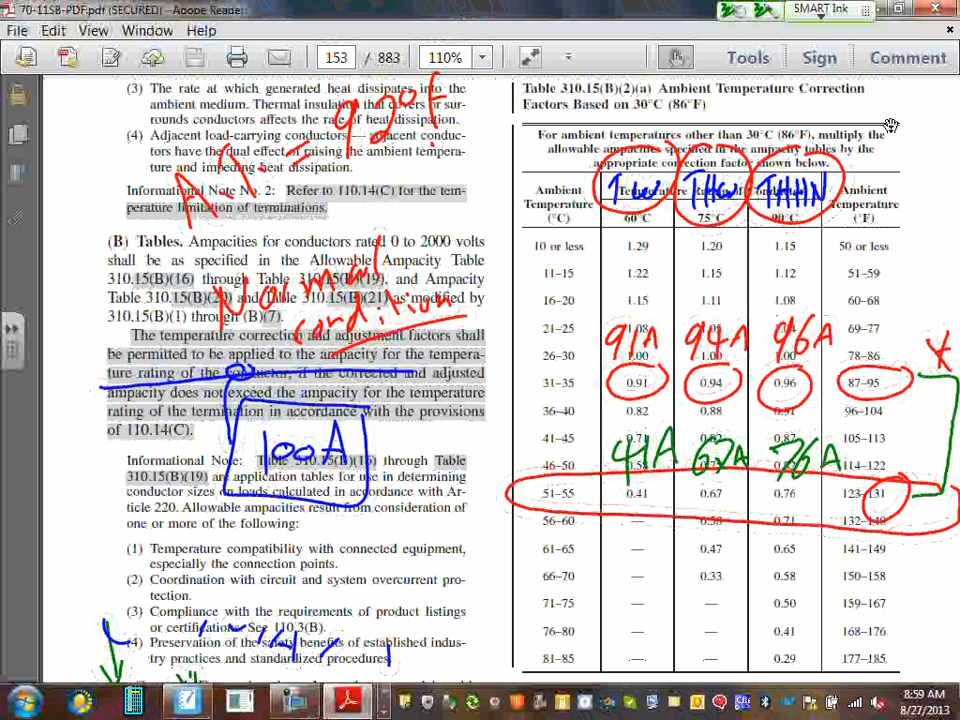 70-11SB-PDF.pdf (SECURED) - Adobe Reader
SMART Ink
File Edit View Window Help
153 / 883 110% Tools Sign Comment
(3) The rate at which generated heat dissipates into the
ambient medium. Thermal insulation that covers or sur-
rounds conductors affects the rate of heat dissipation.
(4) Adjacent load-carrying conductors — adjacent conduc-
tors have the dual effect of raising the ambient tempera-
ture and impeding heat dissipation.
A.T. = 92°F
Informational Note No. 2: Refer to 110.14(C) for the tem-
perature limitation of terminations.
(B) Tables. Ampacities for conductors rated 0 to 2000 volts
shall be as specified in the Allowable Ampacity Table
310.15(B)(16) through Table 310.15(B)(19), and Ampacity
Table 310.15(B)(20) and Table 310.15(B)(21) as modified by
310.15(B)(1) through (B)(7).
Normal
condition
The temperature correction and adjustment factors shall
be permitted to be applied to the ampacity for the tempera-
ture rating of the conductor, if the corrected and adjusted
ampacity does not exceed the ampacity for the temperature
rating of the termination in accordance with the provisions
of 110.14(C).
100A
Informational Note: Table 310.15(B)(16) through Table
310.15(B)(19) are application tables for use in determining
conductor sizes on loads calculated in accordance with Ar-
ticle 220. Allowable ampacities result from consideration of
one or more of the following:
(1) Temperature compatibility with connected equipment,
especially the connection points.
(2) Coordination with circuit and system overcurrent pro-
tection.
(3) Compliance with the requirements of product listings
or certifications. See 110.3(B).
(4) Preservation of the safety benefits of established indus-
try practices and standardized procedures.
Table 310.15(B)(2)(a) Ambient Temperature Correction
Factors Based on 30°C (86°F)
For ambient temperatures other than 30°C (86°F), multiply the
allowable ampacities specified in the ampacity tables by the
appropriate correction factor shown below.
TW THW THHN
Ambient Temperature Rating of Conductor Ambient
Temperature Temperature
(°C) 60°C 75°C 90°C (°F)
10 or less 1.29 1.20 1.15 50 or less
11–15 1.22 1.15 1.12 51–59
16–20 1.15 1.11 1.08 60–68
21–25 1.08 69–77
91A 94A 96A
26–30 1.00 1.00 1.00 78–86
31–35 0.91 0.94 0.96 87–95
36–40 0.82 0.88 0.91 96–104
41–45 0.71 0.82 0.87 105–113
41A 67A 76A
46–50 114–122
51–55 0.41 0.67 0.76 123–131
56–60 — 0.58 0.71 132–140
61–65 — 0.47 0.65 141–149
66–70 — 0.33 0.58 150–158
71–75 — — 0.50 159–167
76–80 — — 0.41 168–176
81–85 — — 0.29 177–185
8:59 AM
8/27/2013